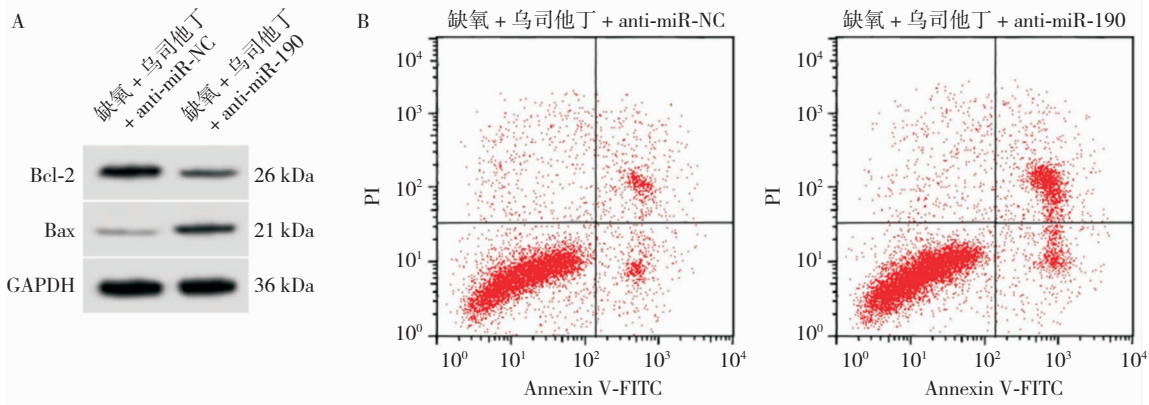 A
缺氧 + 乌司他丁
+ anti-miR-NC
缺氧 + 乌司他丁
+ anti-miR-190
Bcl-2
26 kDa
Bax
21 kDa
GAPDH
36 kDa
B
缺氧 + 乌司他丁 + anti-miR-NC
PI
10⁴
10³
10²
10¹
10⁰
10⁰ 10¹ 10² 10³ 10⁴
Annexin V-FITC
缺氧 + 乌司他丁 + anti-miR-190
PI
10⁴
10³
10²
10¹
10⁰
10⁰ 10¹ 10² 10³ 10⁴
Annexin V-FITC